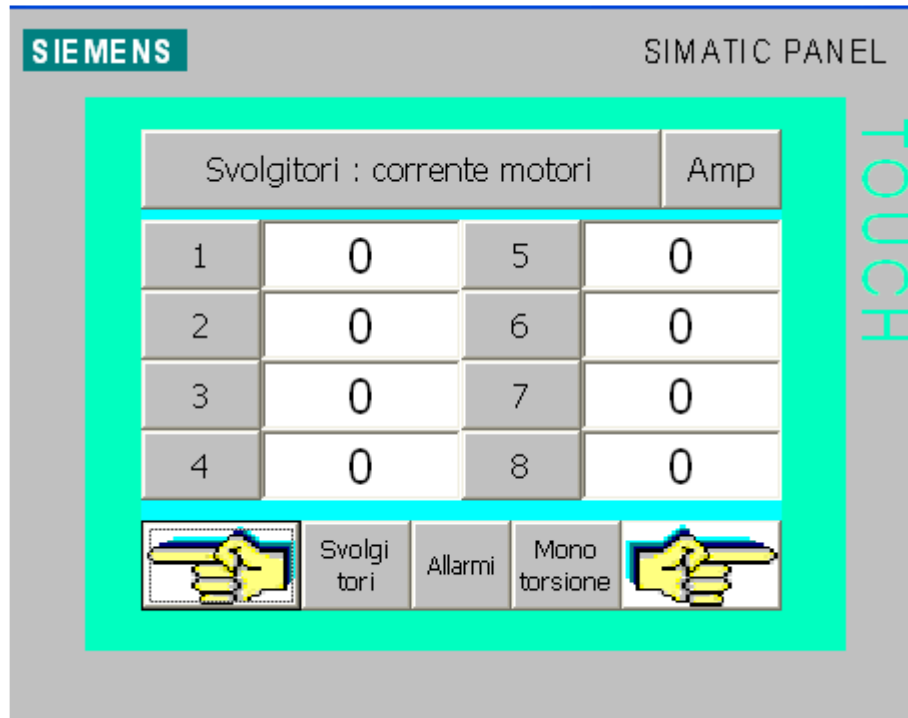 SIEMENS SIMATIC PANEL
TOUCH
Svolgitori : corrente motori Amp
1 0 5 0
2 0 6 0
3 0 7 0
4 0 8 0
Svolgi
tori
Allarmi
Mono
torsione